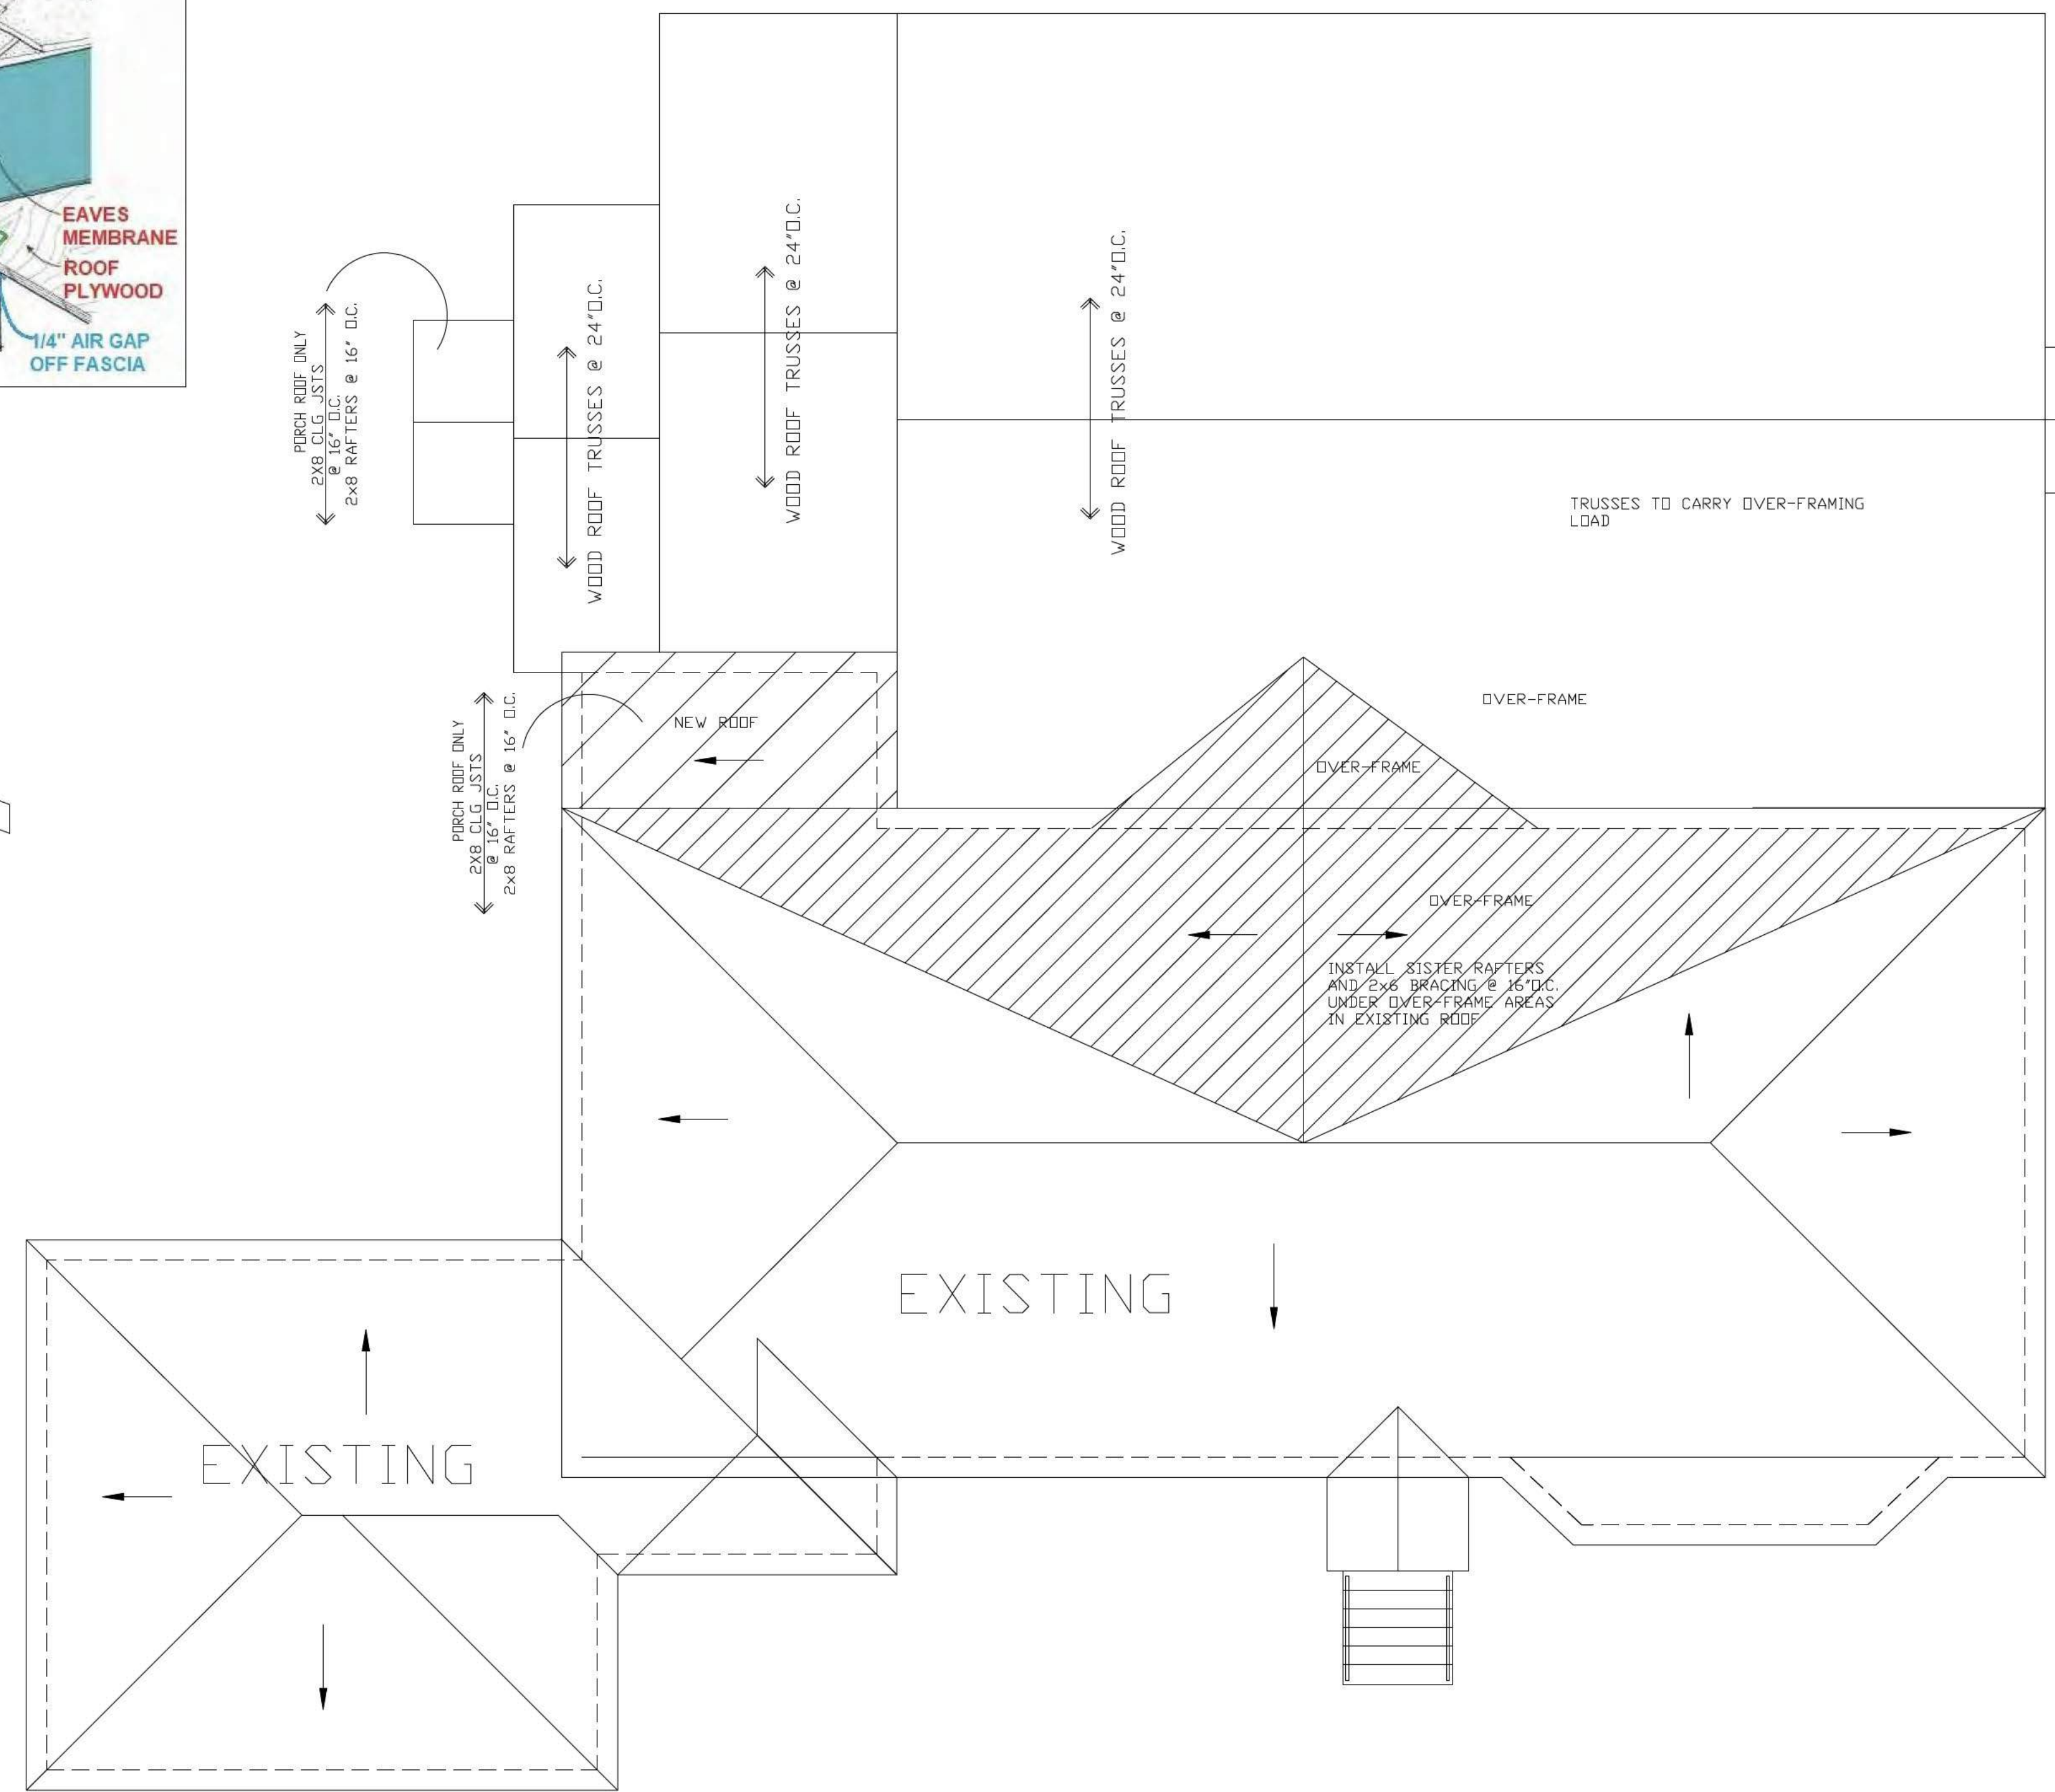 EAVES
MEMBRANE
ROOF
PLYWOOD
1/4" AIR GAP
OFF FASCIA
PORCH ROOF ONLY
2X8 CLG JSTS
@ 16" O.C.
2x8 RAFTERS @ 16" O.C.
WOOD ROOF TRUSSES @ 24"O.C.
WOOD ROOF TRUSSES @ 24"O.C.
WOOD ROOF TRUSSES @ 24"O.C.
TRUSSES TO CARRY OVER-FRAMING
LOAD
PORCH ROOF ONLY
2X8 CLG JSTS
@ 16" O.C.
2x8 RAFTERS @ 16" O.C.
NEW ROOF
OVER-FRAME
OVER-FRAME
OVER-FRAME
INSTALL SISTER RAFTERS
AND 2x6 BRACING @ 16"O.C.
UNDER OVER-FRAME AREAS
IN EXISTING ROOF
EXISTING
EXISTING